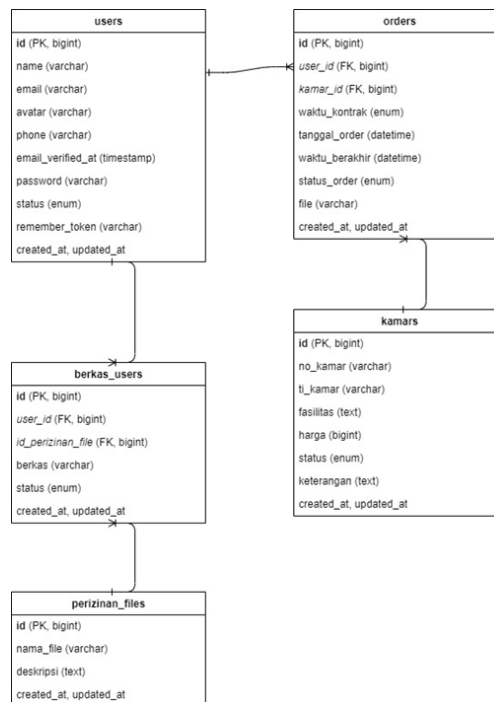 users
id (PK, bigint)
name (varchar)
email (varchar)
avatar (varchar)
phone (varchar)
email_verified_at (timestamp)
password (varchar)
status (enum)
remember_token (varchar)
created_at, updated_at
orders
id (PK, bigint)
user_id (FK, bigint)
kamar_id (FK, bigint)
waktu_kontrak (enum)
tanggal_order (datetime)
waktu_berakhir (datetime)
status_order (enum)
file (varchar)
created_at, updated_at
kamars
id (PK, bigint)
no_kamar (varchar)
ti_kamar (varchar)
fasilitas (text)
harga (bigint)
status (enum)
keterangan (text)
created_at, updated_at
berkas_users
id (PK, bigint)
user_id (FK, bigint)
id_perizinan_file (FK, bigint)
berkas (varchar)
status (enum)
created_at, updated_at
perizinan_files
id (PK, bigint)
nama_file (varchar)
deskripsi (text)
created_at, updated_at